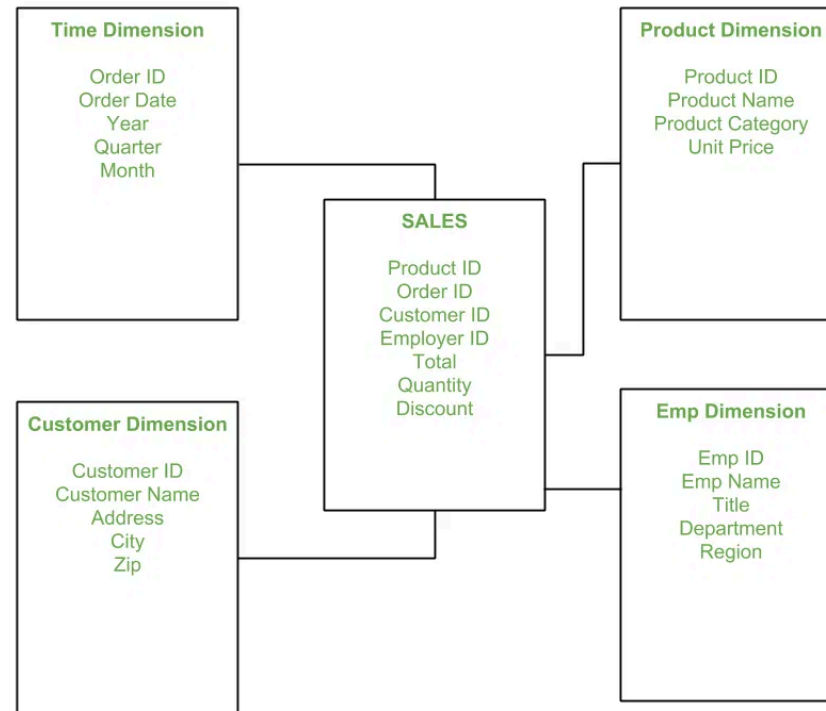 Time Dimension
Order ID
Order Date
Year
Quarter
Month
Product Dimension
Product ID
Product Name
Product Category
Unit Price
SALES
Product ID
Order ID
Customer ID
Employer ID
Total
Quantity
Discount
Customer Dimension
Customer ID
Customer Name
Address
City
Zip
Emp Dimension
Emp ID
Emp Name
Title
Department
Region